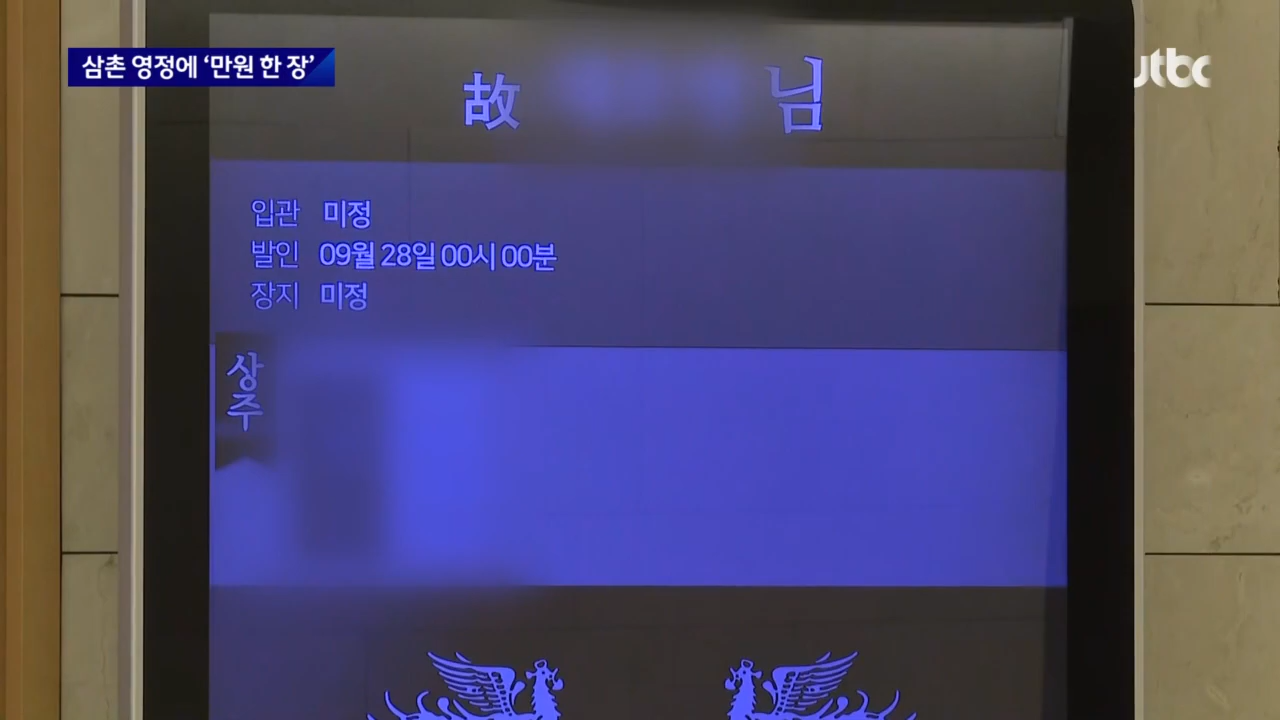 삼촌 영정에 ‘만원 한 장’
jtbc
故 님
입관 미정
발인 09월 28일 00시 00분
장지 미정
상주